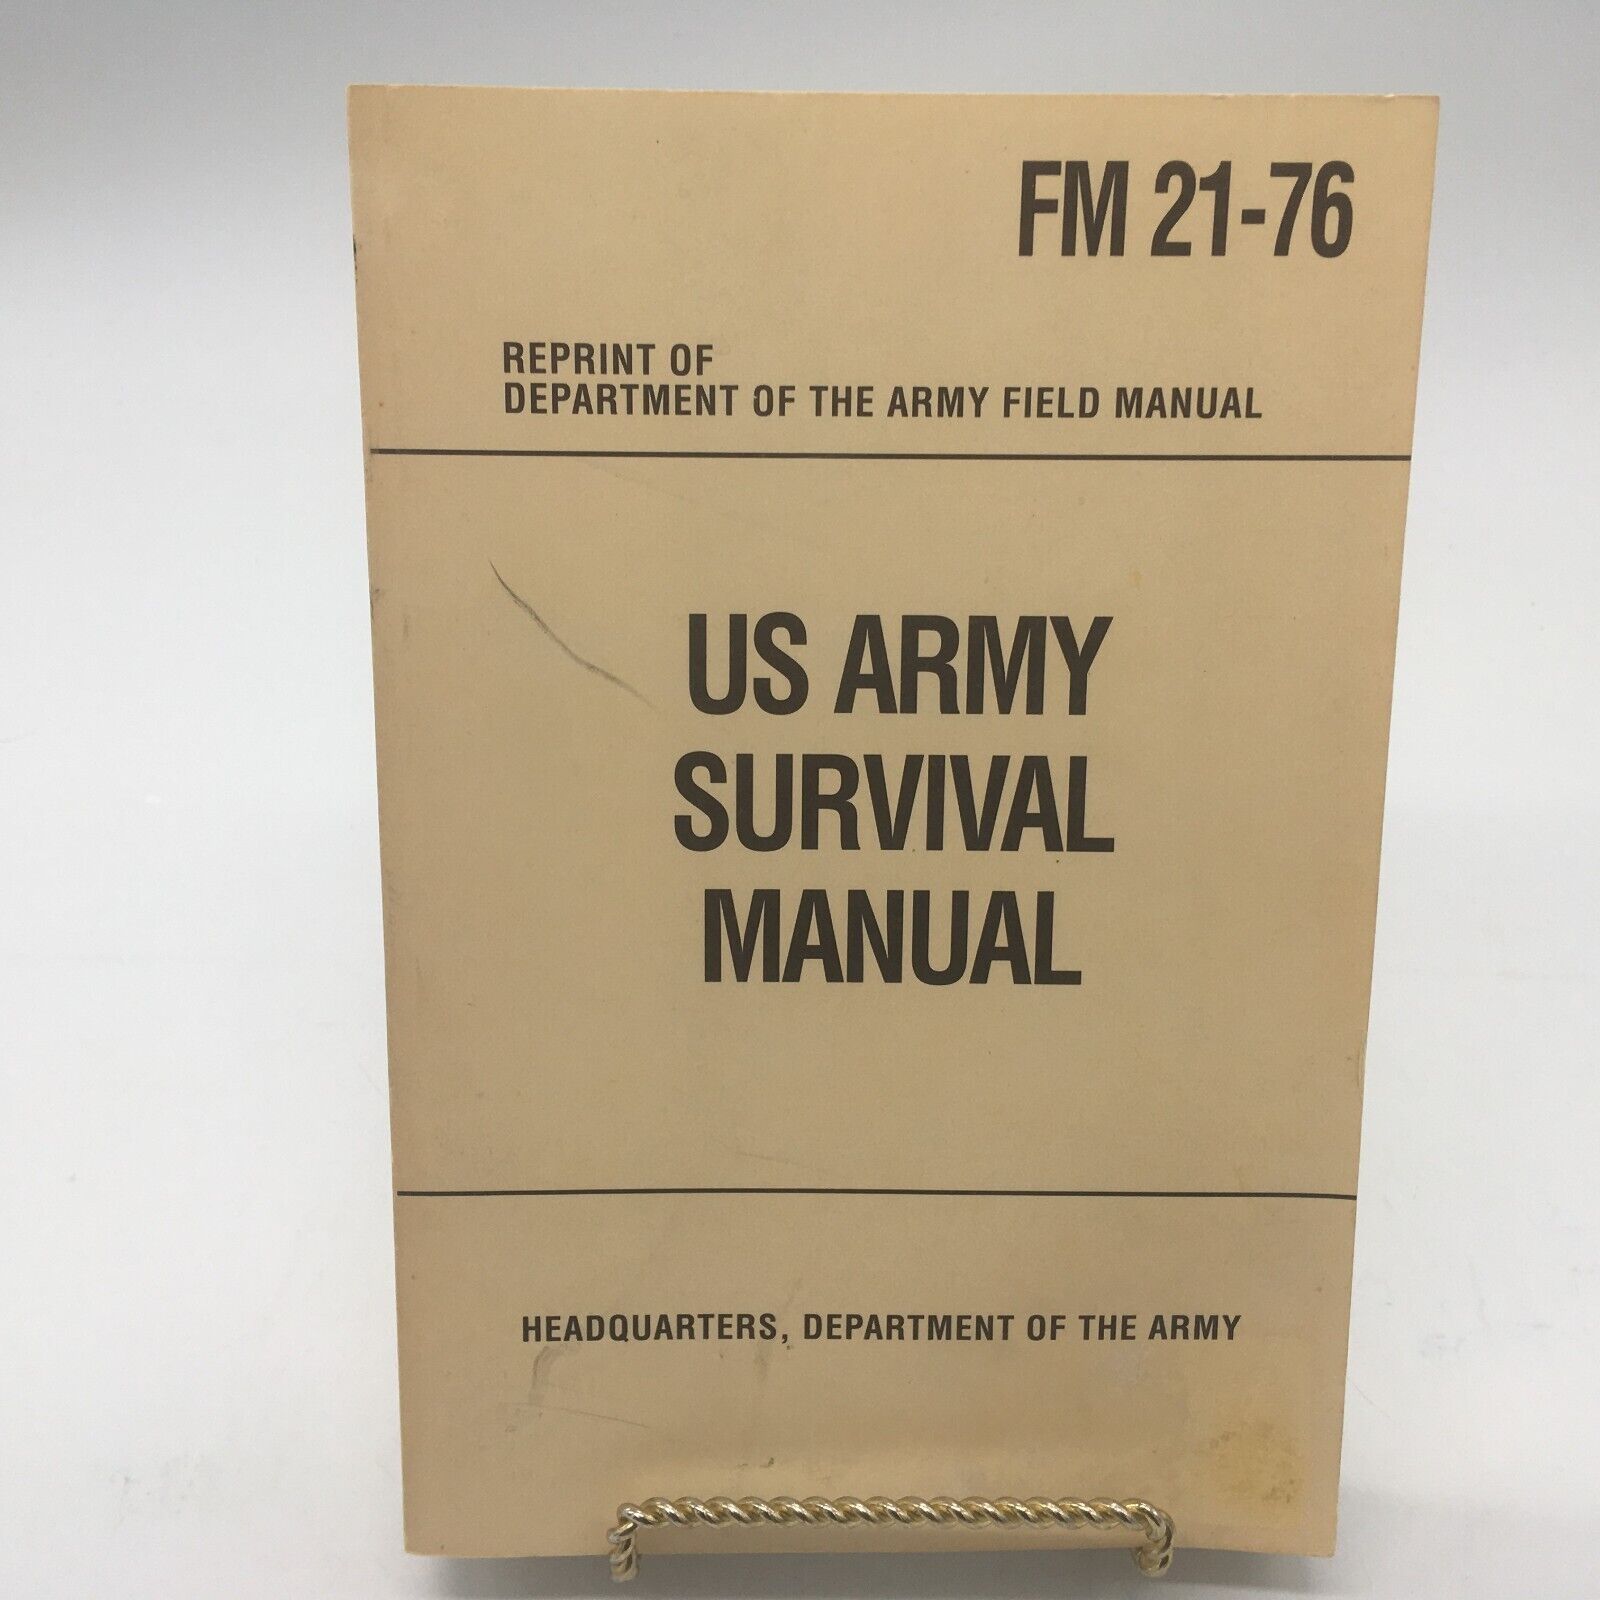 FM 21-76
REPRINT OF
DEPARTMENT OF THE ARMY FIELD MANUAL
US ARMY
SURVIVAL
MANUAL
HEADQUARTERS, DEPARTMENT OF THE ARMY